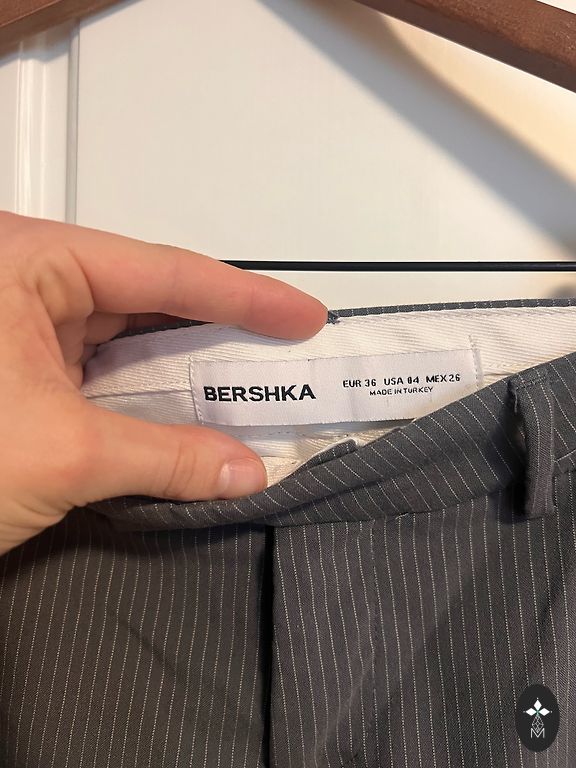 BERSHKA
EUR 36 USA 04 MEX 26
MADE IN TURKEY
M